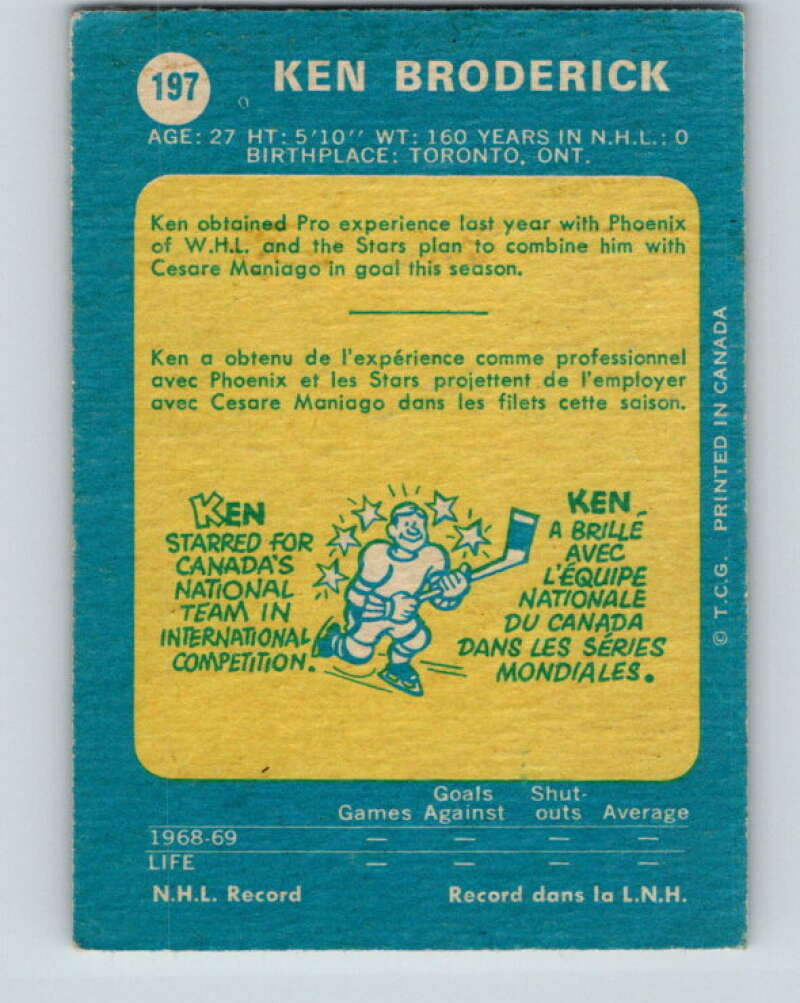 197 KEN BRODERICK
AGE: 27 HT: 5'10'' WT: 160 YEARS IN N.H.L.: 0
BIRTHPLACE: TORONTO, ONT.
Ken obtained Pro experience last year with Phoenix
of W.H.L. and the Stars plan to combine him with
Cesare Maniago in goal this season.
Ken a obtenu de l'expérience comme professionnel
avec Phoenix et les Stars projettent de l'employer
avec Cesare Maniago dans les filets cette saison.
KEN
STARRED FOR
CANADA'S
NATIONAL
TEAM IN
INTERNATIONAL
COMPETITION.
KEN
A BRILLÉ
AVEC
L'ÉQUIPE
NATIONALE
DU CANADA
DANS LES SÉRIES
MONDIALES.
© T.C.G. PRINTED IN CANADA
Goals Shut-
Games Against outs Average
1968-69 — — — —
LIFE — — — —
N.H.L. Record Record dans la L.N.H.